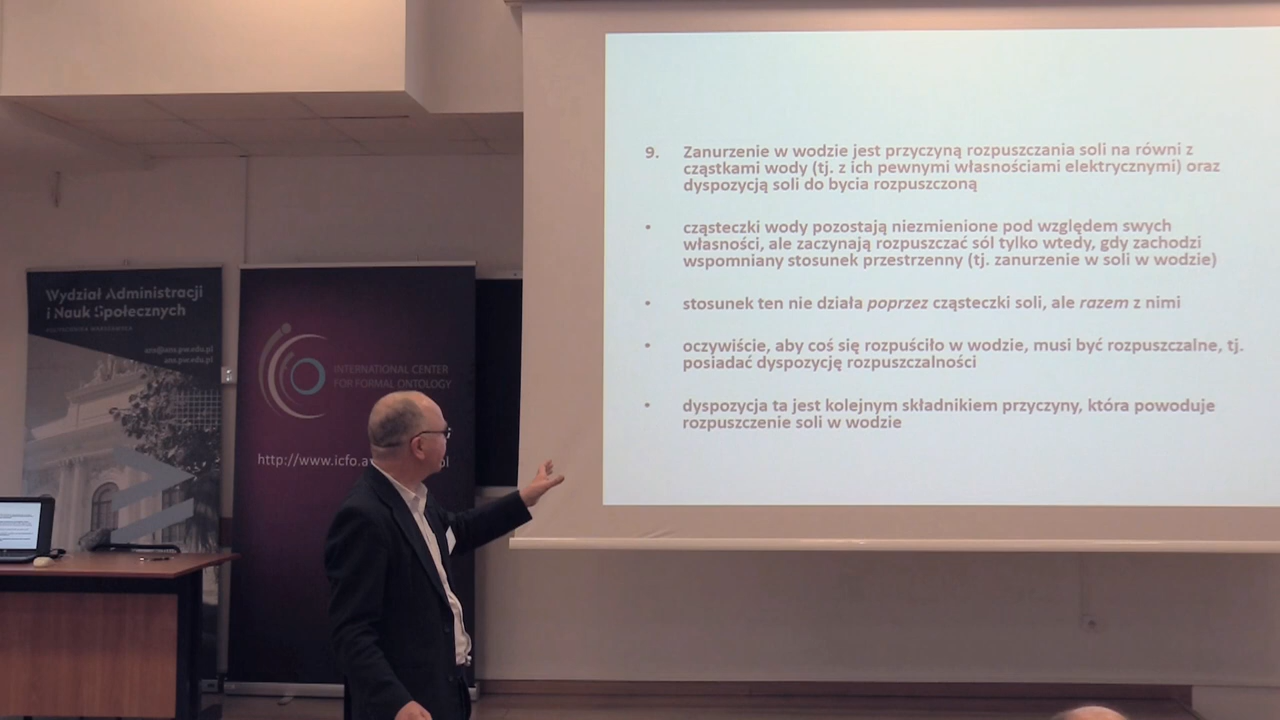 9. Zanurzenie w wodzie jest przyczyną rozpuszczania soli na równi z
cząstkami wody (tj. z ich pewnymi własnościami elektrycznymi) oraz
dyspozycją soli do bycia rozpuszczoną
• cząsteczki wody pozostają niezmienione pod względem swych
własności, ale zaczynają rozpuszczać sól tylko wtedy, gdy zachodzi
wspomniany stosunek przestrzenny (tj. zanurzenie w soli w wodzie)
• stosunek ten nie działa poprzez cząsteczki soli, ale razem z nimi
• oczywiście, aby coś się rozpuściło w wodzie, musi być rozpuszczalne, tj.
posiadać dyspozycję rozpuszczalności
• dyspozycja ta jest kolejnym składnikiem przyczyny, która powoduje
rozpuszczenie soli w wodzie
Wydział Administracji
i Nauk Społecznych
INTERNATIONAL CENTER
FOR FORMAL ONTOLOGY
http://www.icfo.a